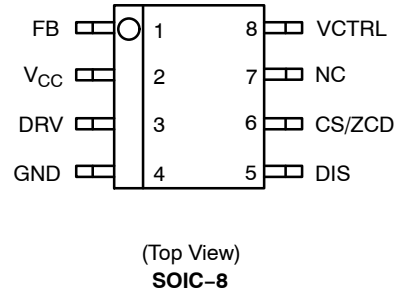 FB 1 8 VCTRL
VCC 2 7 NC
DRV 3 6 CS/ZCD
GND 4 5 DIS
(Top View)
SOIC−8